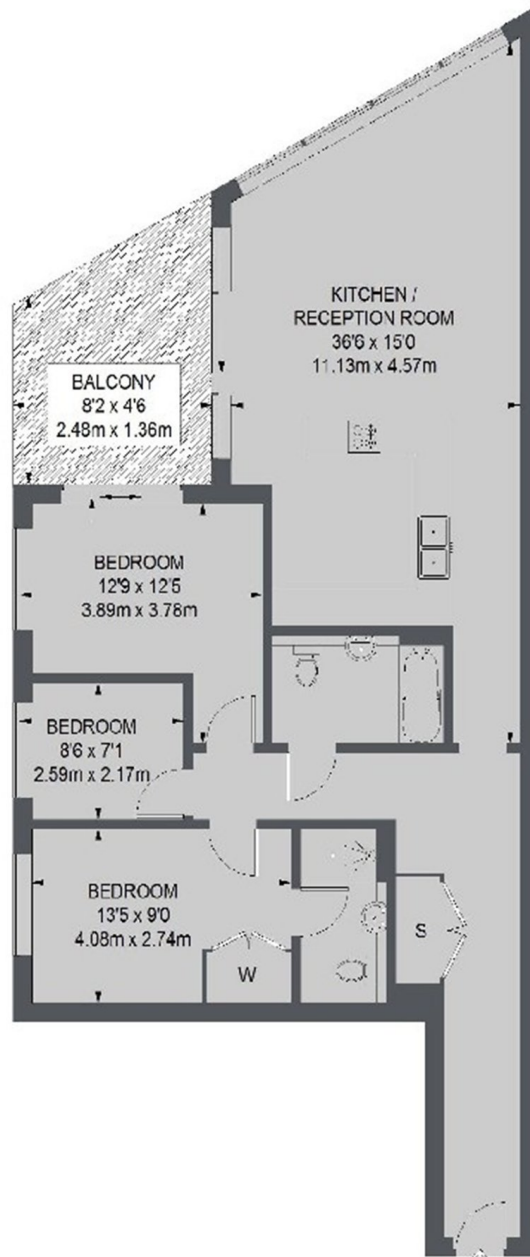 KITCHEN /
RECEPTION ROOM
36'6 x 15'0
11.13m x 4.57m
BALCONY
8'2 x 4'6
2.48m x 1.36m
BEDROOM
12'9 x 12'5
3.89m x 3.78m
BEDROOM
8'6 x 7'1
2.59m x 2.17m
BEDROOM
13'5 x 9'0
4.08m x 2.74m
W
S